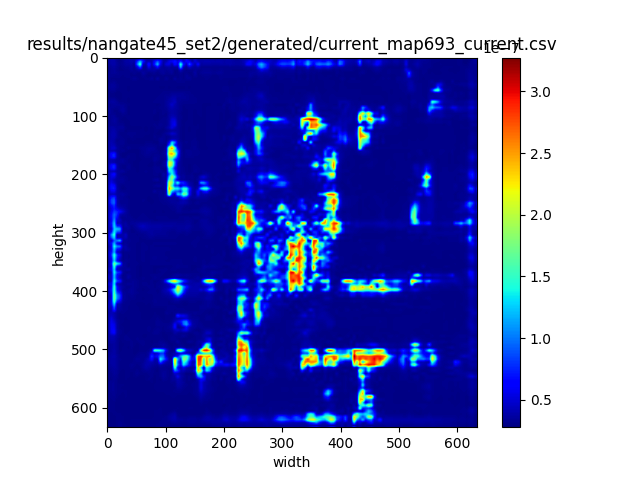 results/nangate45_set2/generated/current_map693_current.csv
1e−7
height
0
100
200
300
400
500
600
0 100 200 300 400 500 600
width
3.0
2.5
2.0
1.5
1.0
0.5